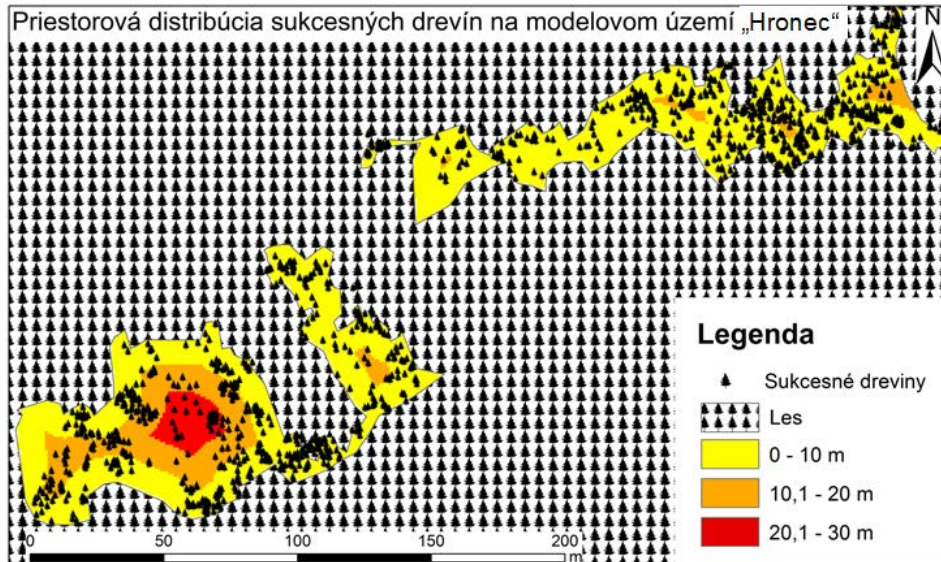 Priestorová distribúcia sukcesných drevín na modelovom území „Hronec“
N
Legenda
Sukcesné dreviny
Les
0 - 10 m
10,1 - 20 m
20,1 - 30 m
0 50 100 150 200
m